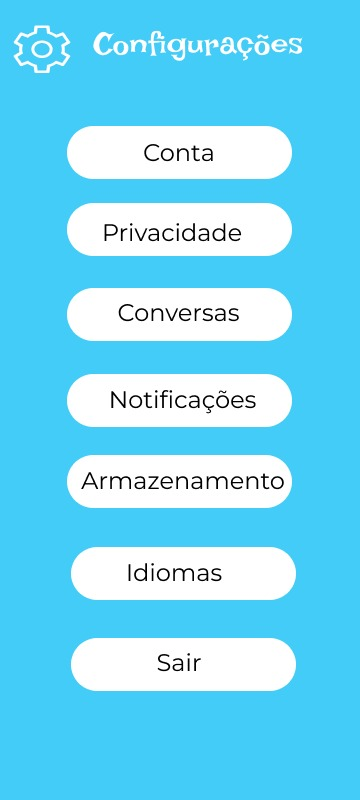 Configurações
Conta
Privacidade
Conversas
Notificações
Armazenamento
Idiomas
Sair